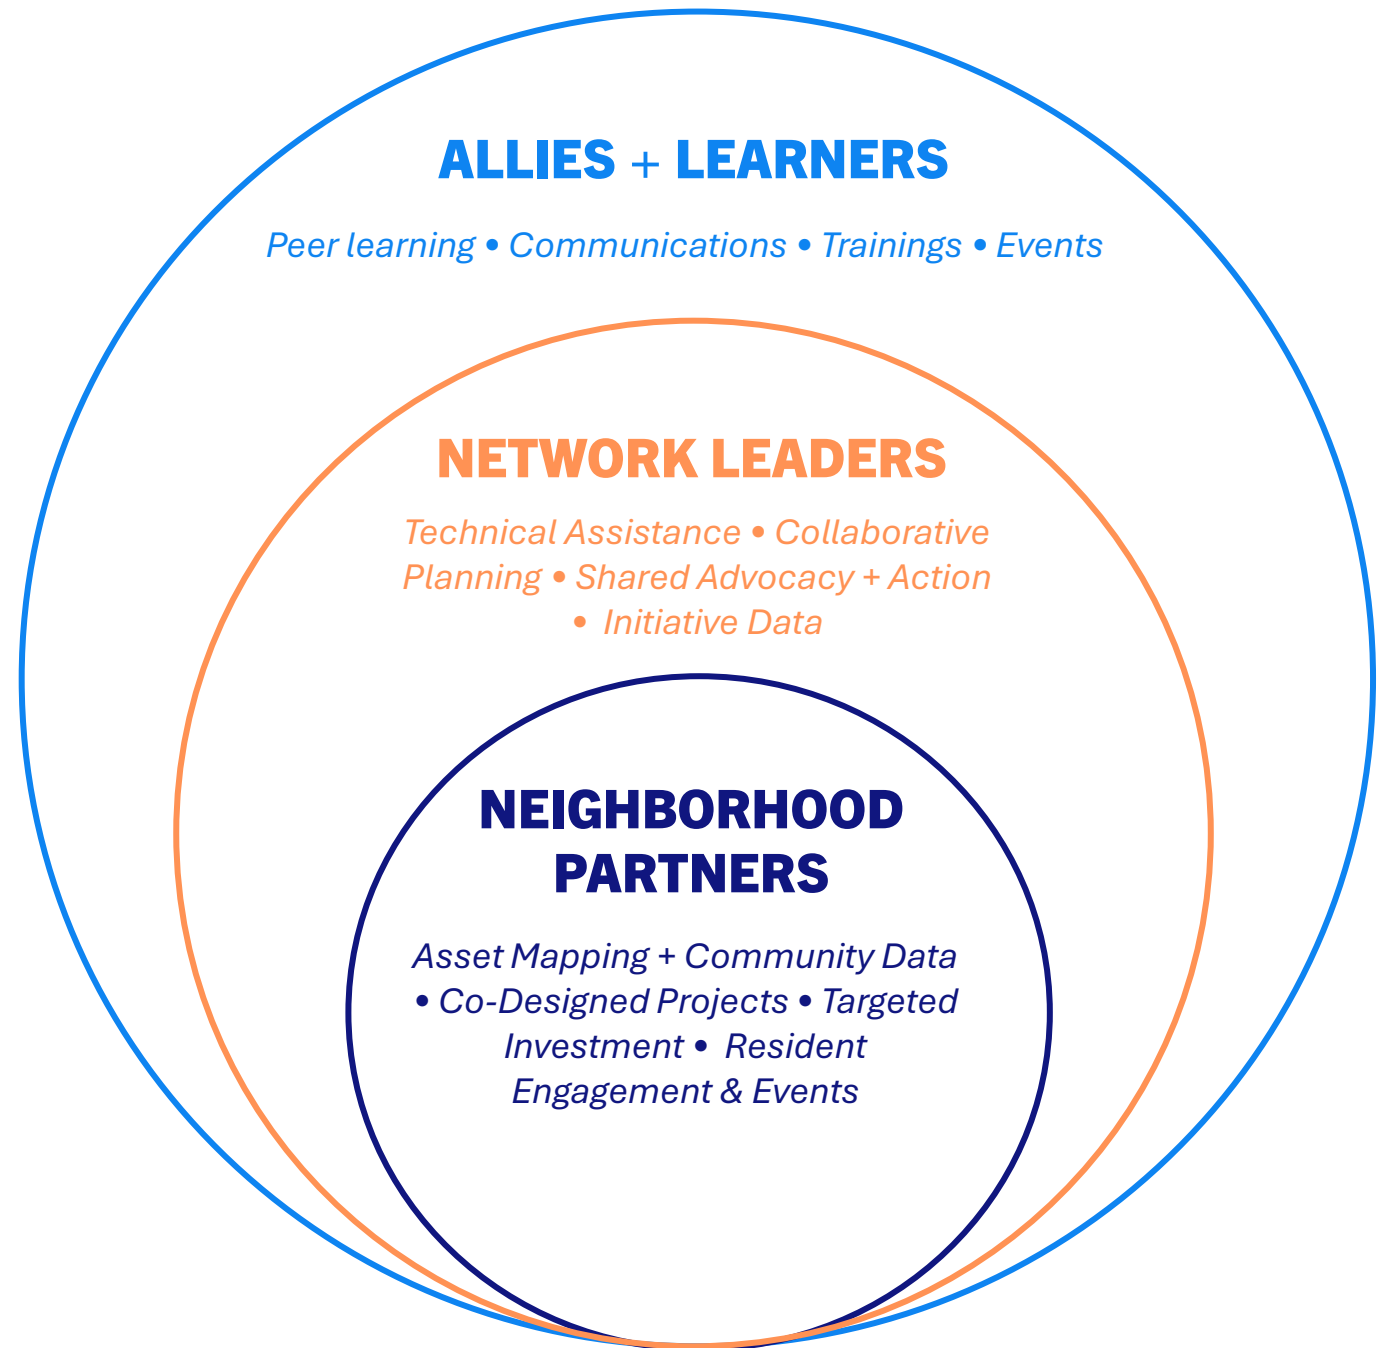 ALLIES + LEARNERS
Peer learning • Communications • Trainings • Events
NETWORK LEADERS
Technical Assistance • Collaborative
Planning • Shared Advocacy + Action
• Initiative Data
NEIGHBORHOOD
PARTNERS
Asset Mapping + Community Data
• Co-Designed Projects • Targeted
Investment • Resident
Engagement & Events